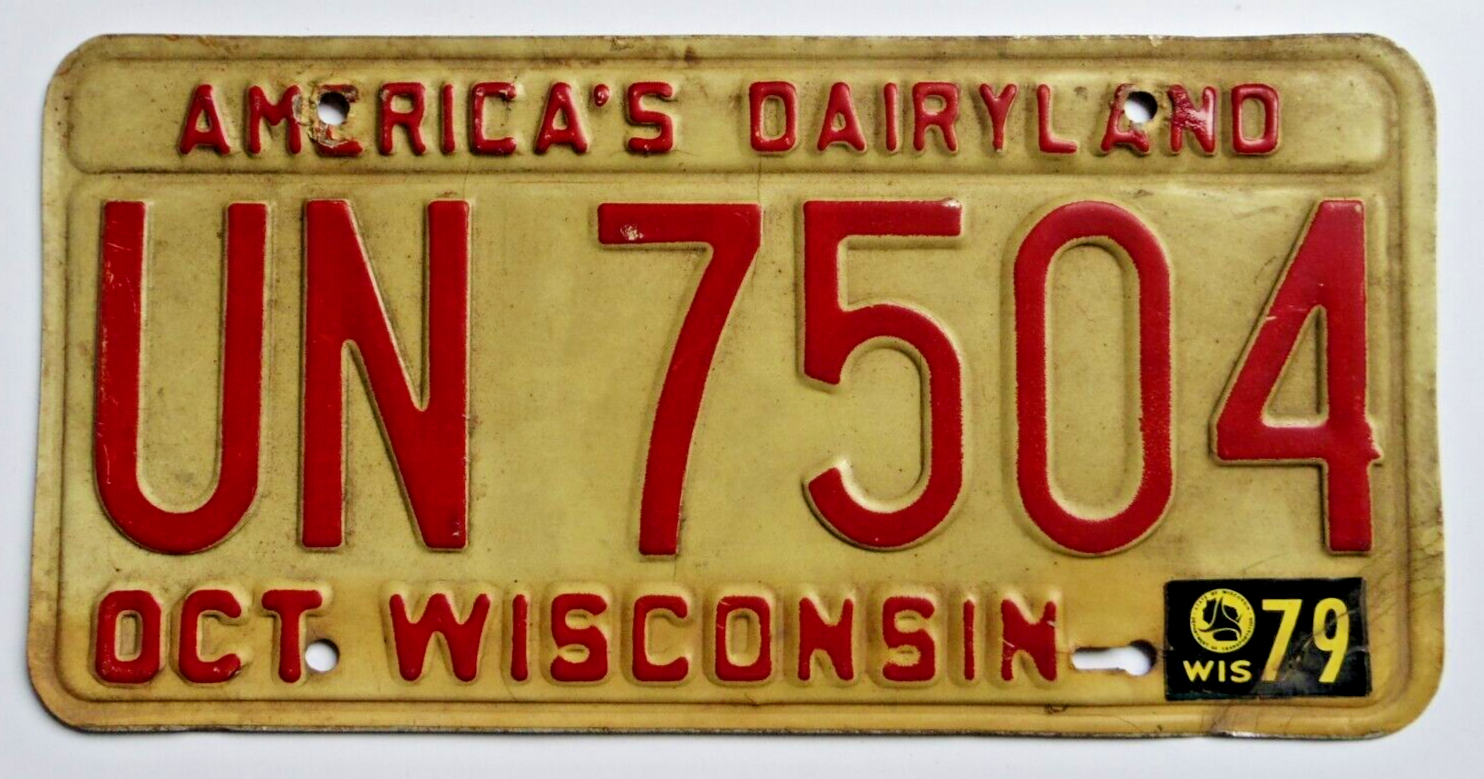 AMERICA'S DAIRYLAND
UN 7504
OCT WISCONSIN
WIS 79